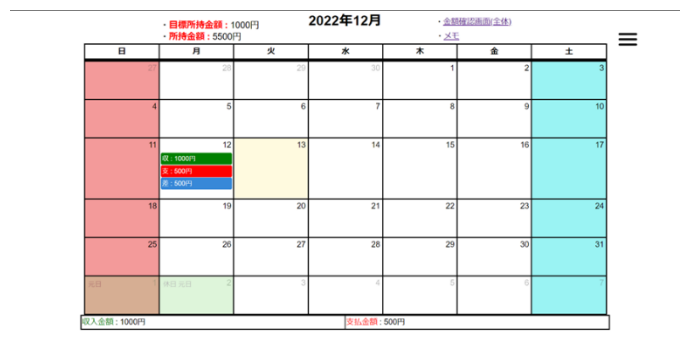 ・目標所持金額：1000円
・所持金額：5500円
2022年12月
・金額確認画面(全体)
・メモ
日 月 火 水 木 金 土
27 28 29 30 1 2 3
4 5 6 7 8 9 10
11 12 13 14 15 16 17
収：1000円
支：500円
差：500円
18 19 20 21 22 23 24
25 26 27 28 29 30 31
元日 1 休日 元日 2 3 4 5 6 7
収入金額：1000円 支払金額：500円